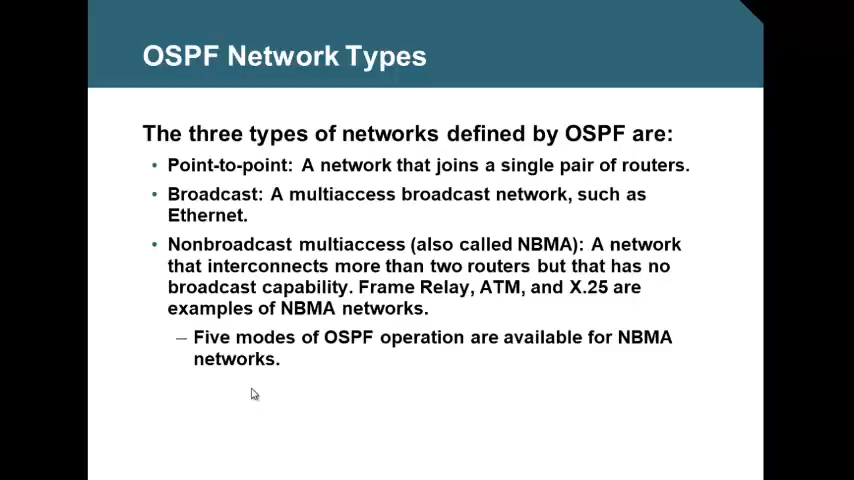 OSPF Network Types
The three types of networks defined by OSPF are:
• Point-to-point: A network that joins a single pair of routers.
• Broadcast: A multiaccess broadcast network, such as
Ethernet.
• Nonbroadcast multiaccess (also called NBMA): A network
that interconnects more than two routers but that has no
broadcast capability. Frame Relay, ATM, and X.25 are
examples of NBMA networks.
– Five modes of OSPF operation are available for NBMA
networks.